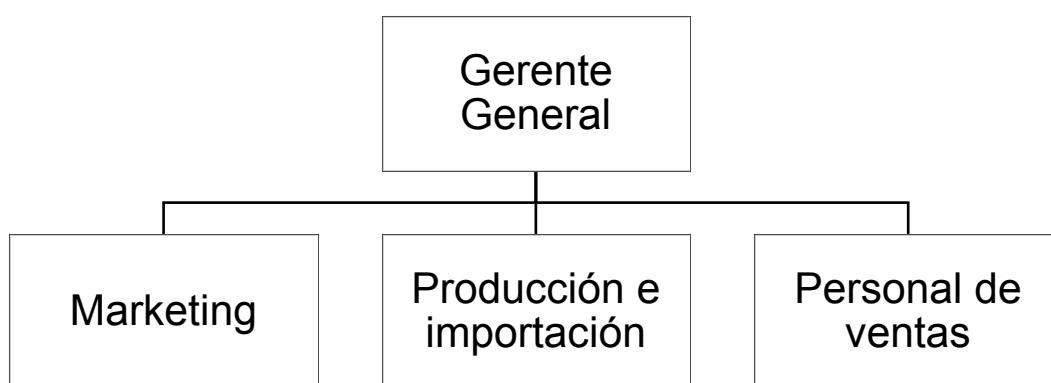 Gerente
General
Marketing
Producción e
importación
Personal de
ventas